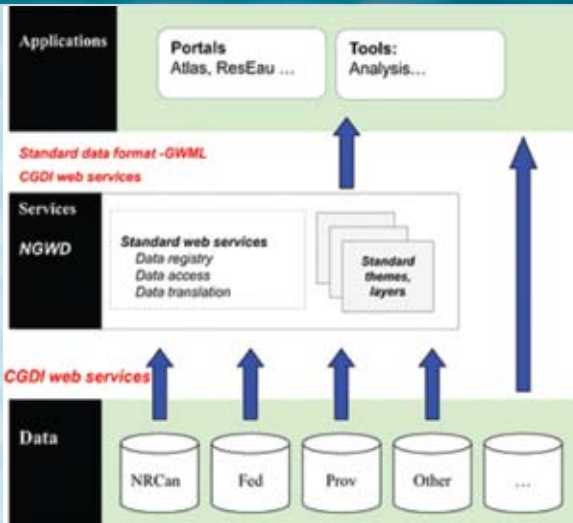 Applications
Portals
Atlas, ResEau ...
Tools:
Analysis...
Standard data format -GWML
CGDI web services
Services
NGWD
Standard web services
Data registry
Data access
Data translation
Standard
themes,
layers
CGDI web services
Data
NRCan
Fed
Prov
Other
...